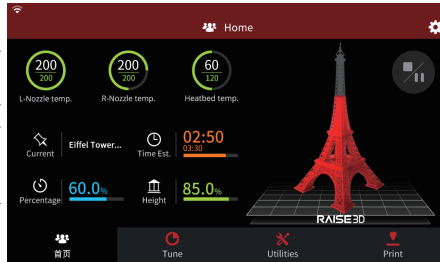 Home
200
200
200
200
60
120
L-Nozzle temp.
R-Nozzle temp.
Heatbed temp.
Current
Eiffel Tower...
Time Est.
02:50
03:30
Percentage
60.0%
Height
85.0%
RAISE3D
首页
Tune
Utilities
Print